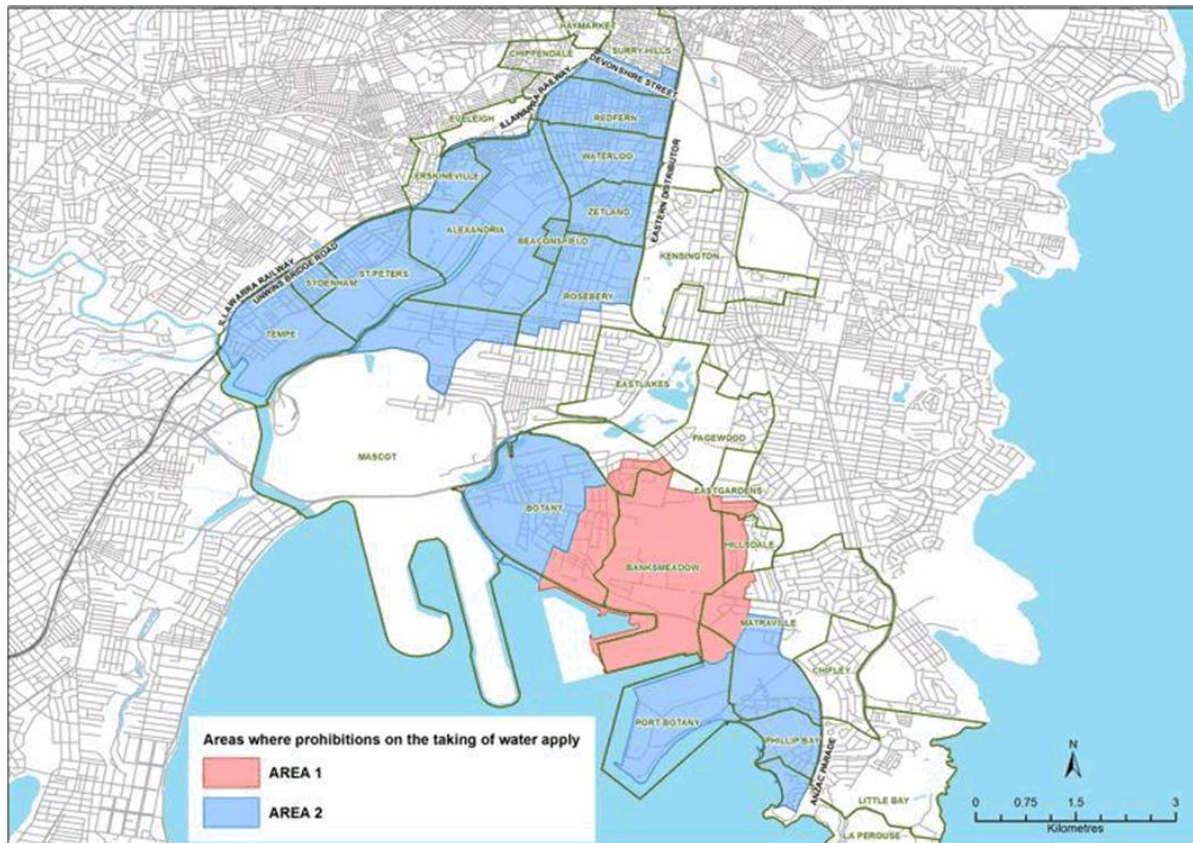 HAYMARKET
CHIPPENDALE
SURRY HILLS
DEVONSHIRE STREET
ILLAWARRA RAILWAY
EVELEIGH
REDFERN
WATERLOO
ERSKINEVILLE
EASTERN DISTRIBUTOR
ZETLAND
ALEXANDRIA
BEACONSFIELD
KENSINGTON
ILLAWARRA RAILWAY
UNWINS BRIDGE ROAD
ST.PETERS
SYDENHAM
ROSEBERY
TEMPE
EASTLAKES
PAGEWOOD
MASCOT
EASTGARDENS
BOTANY
HILLSDALE
BANKSMEADOW
MATRAVILLE
CHIFLEY
PORT BOTANY
PHILLIP BAY
ANZAC PARADE
LITTLE BAY
LA PEROUSE
Areas where prohibitions on the taking of water apply
AREA 1
AREA 2
N
0 0.75 1.5 3
Kilometres